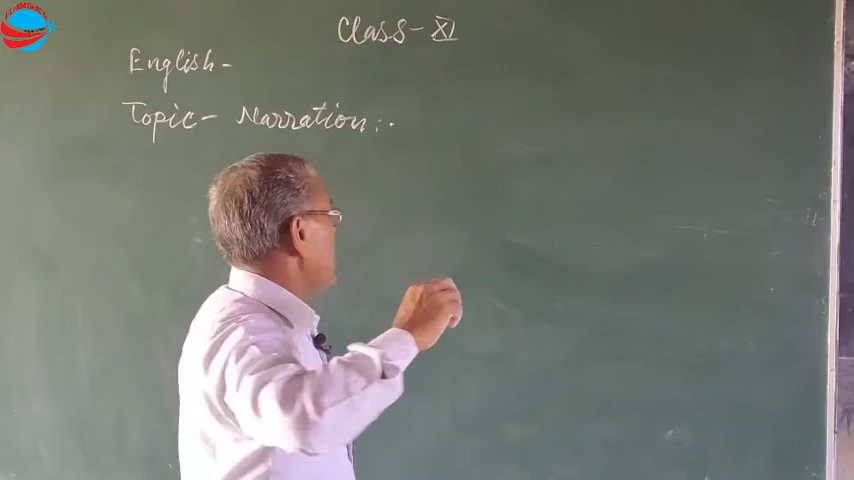 Class - XI
English -
Topic - Narration :.